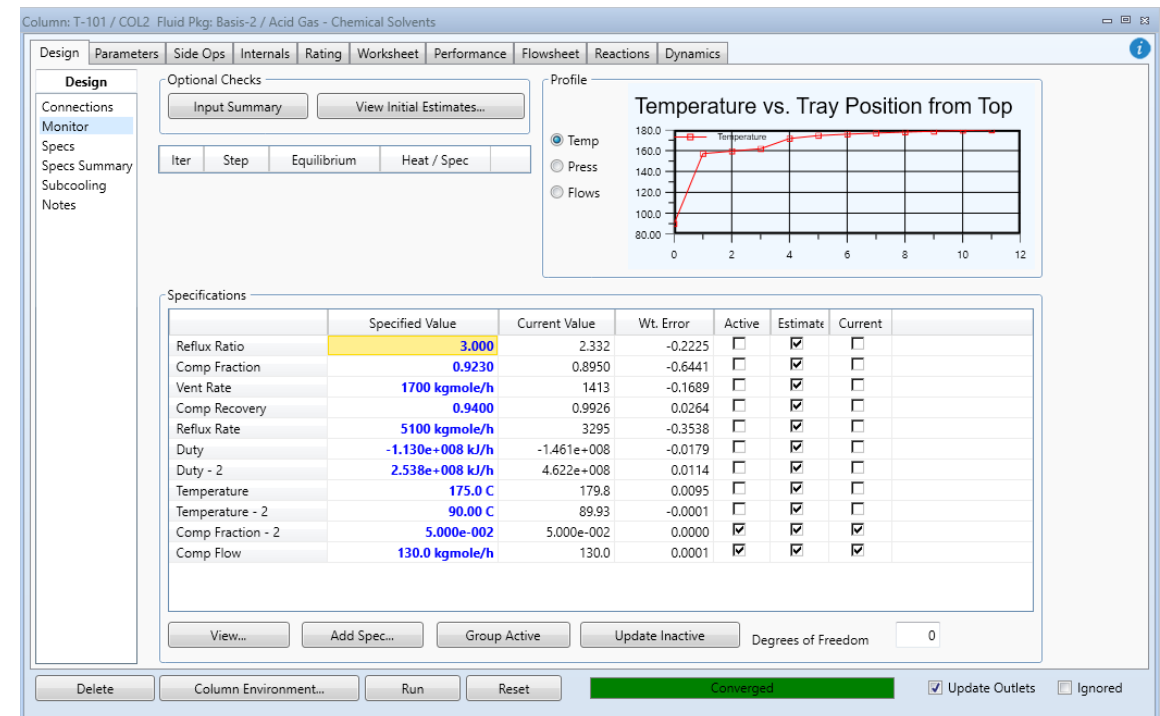 Column: T-101 / COL2 Fluid Pkg: Basis-2 / Acid Gas - Chemical Solvents
Design Parameters Side Ops Internals Rating Worksheet Performance Flowsheet Reactions Dynamics
i
Design
Connections
Monitor
Specs
Specs Summary
Subcooling
Notes
Optional Checks
Input Summary View Initial Estimates...
Iter Step Equilibrium Heat / Spec
Profile
Temp
Press
Flows
Temperature vs. Tray Position from Top
Temperature
180.0
160.0
140.0
120.0
100.0
80.00
0 2 4 6 8 10 12
Specifications
Specified Value Current Value Wt. Error Active Estimate Current
Reflux Ratio 3.000 2.332 -0.2225
Comp Fraction 0.9230 0.8950 -0.6441
Vent Rate 1700 kgmole/h 1413 -0.1689
Comp Recovery 0.9400 0.9926 0.0264
Reflux Rate 5100 kgmole/h 3295 -0.3538
Duty -1.130e+008 kJ/h -1.461e+008 -0.0179
Duty - 2 2.538e+008 kJ/h 4.622e+008 0.0114
Temperature 175.0 C 179.8 0.0095
Temperature - 2 90.00 C 89.93 -0.0001
Comp Fraction - 2 5.000e-002 5.000e-002 0.0000
Comp Flow 130.0 kgmole/h 130.0 0.0001
View... Add Spec... Group Active Update Inactive Degrees of Freedom 0
Delete Column Environment... Run Reset Converged Update Outlets Ignored